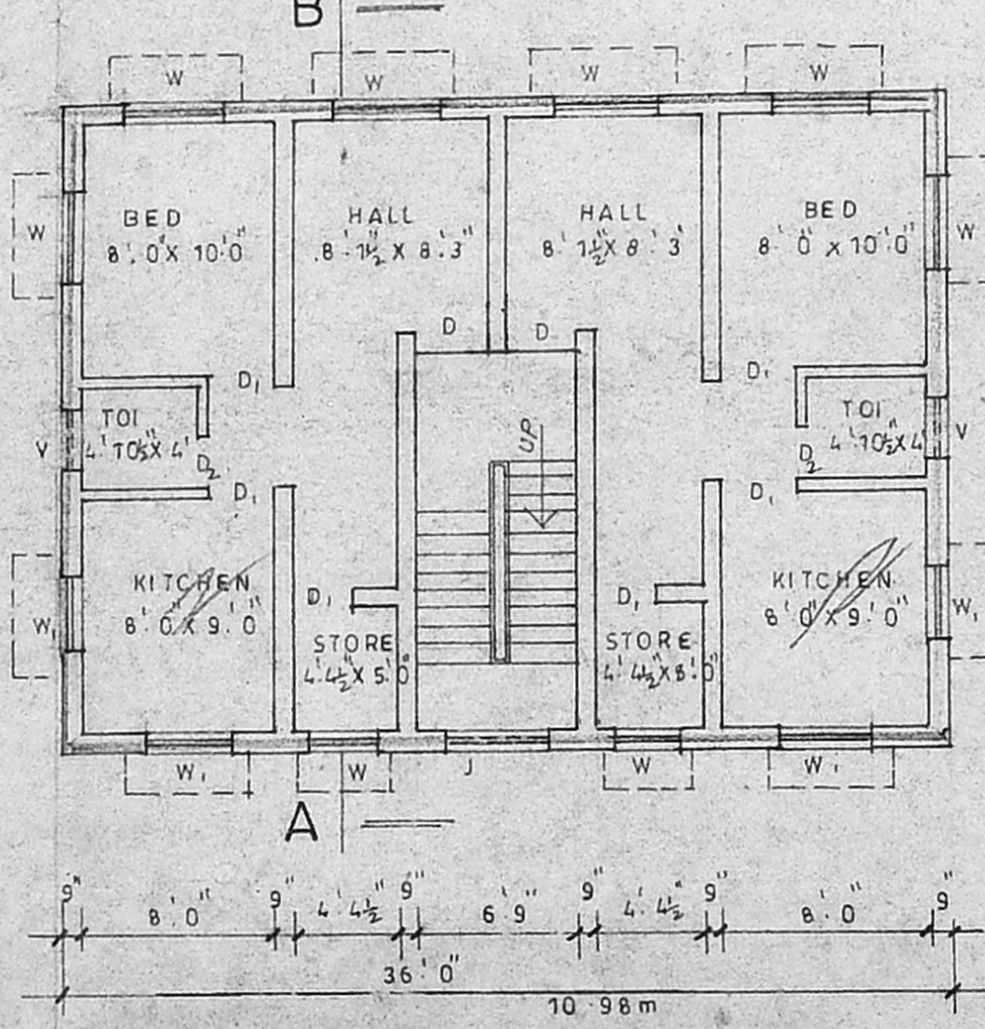 B
W W W W
BED
8'.0"X 10'.0"
HALL
8'.1½"X 8'.3"
HALL
8'1½"X 8'.3"
BED
8'0"X 10'.0"
W
W
D D
D₁ D₁
TOI
4'.10½"X 4'
TOI
4'.10½"X 4'
V V
UP
D₂ D₂
D₁ D₁
KITCHEN
8'.0"X 9'.0"
KITCHEN
8'.0"X 9'.0"
D₁ D₁
W₁ W₁
STORE
4'.4½"X 5'.0"
STORE
4'.4½"X 8'.0"
W₁ W J W W₁
A
9" 8'.0" 9" 4'.4½" 9" 6'.9" 9" 4'.4½" 9" 8'.0 9"
36'.0"
10.98m